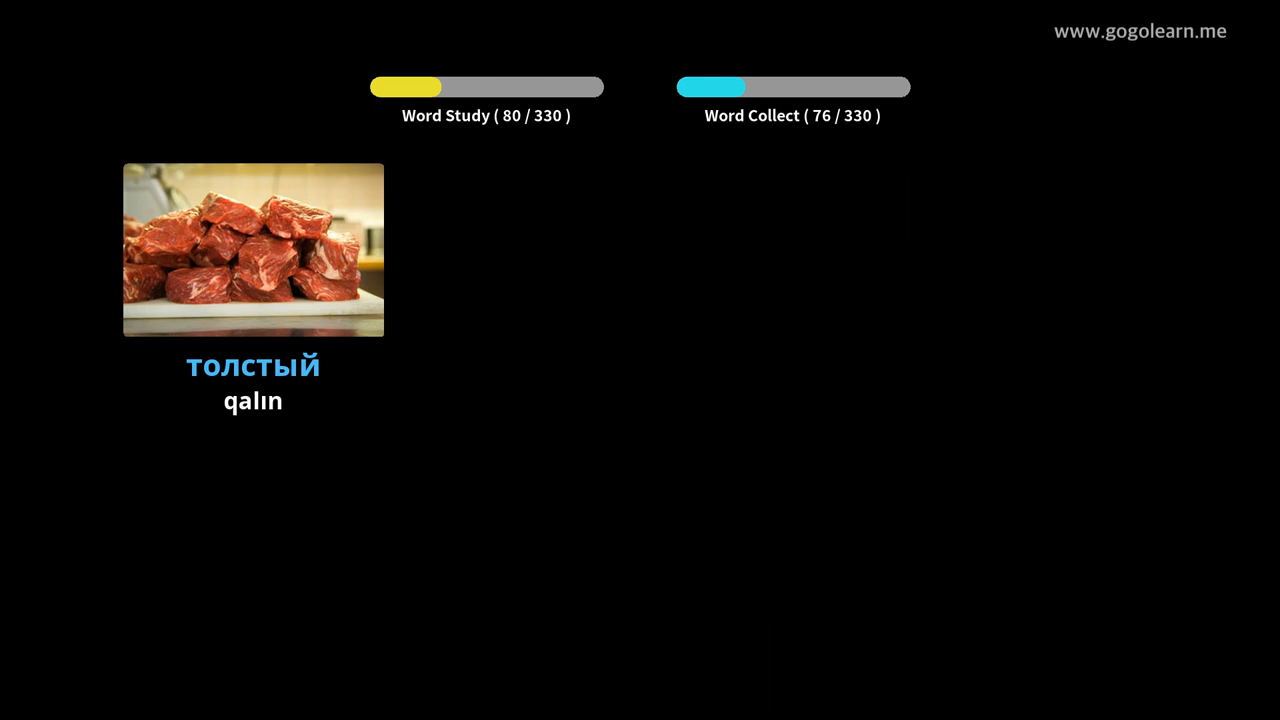 www.gogolearn.me
Word Study ( 80 / 330 )
Word Collect ( 76 / 330 )
толстый
qalın